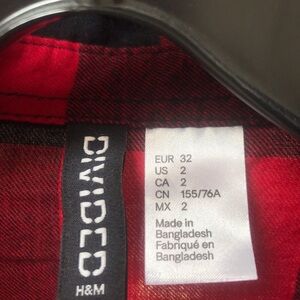 DIVIDED
H&M
EUR 32
US 2
CA 2
CN 155/76A
MX 2
Made in
Bangladesh
Fabriqué en
Bangladesh